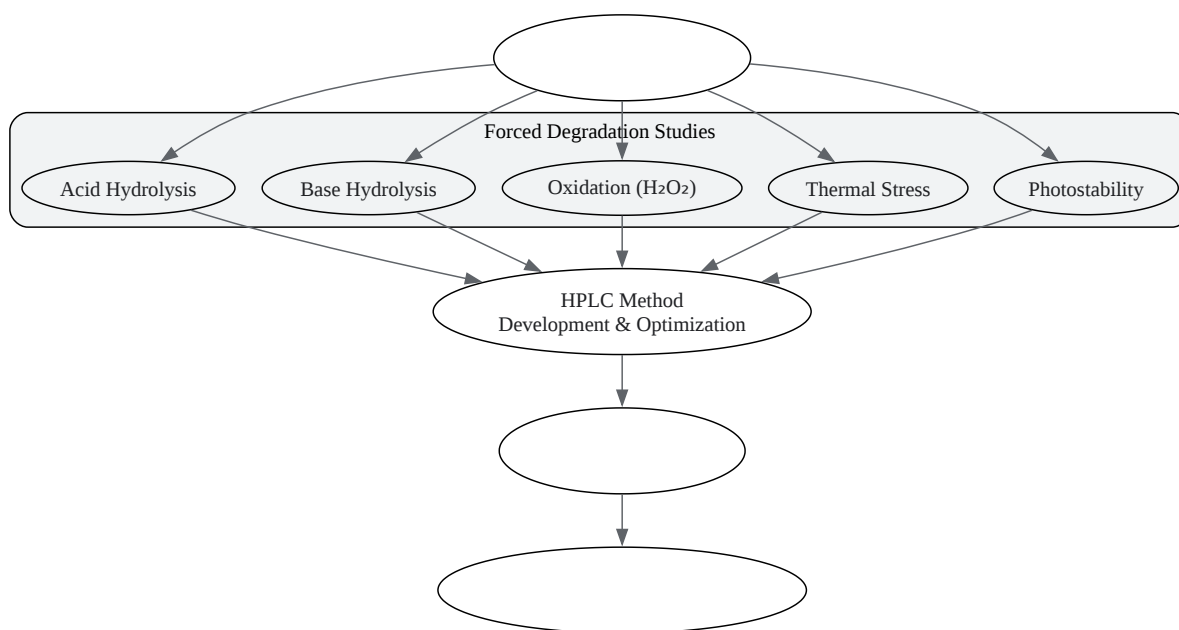 Forced Degradation Studies
Acid Hydrolysis
Base Hydrolysis
Oxidation (H₂O₂)
Thermal Stress
Photostability
HPLC Method
Development & Optimization